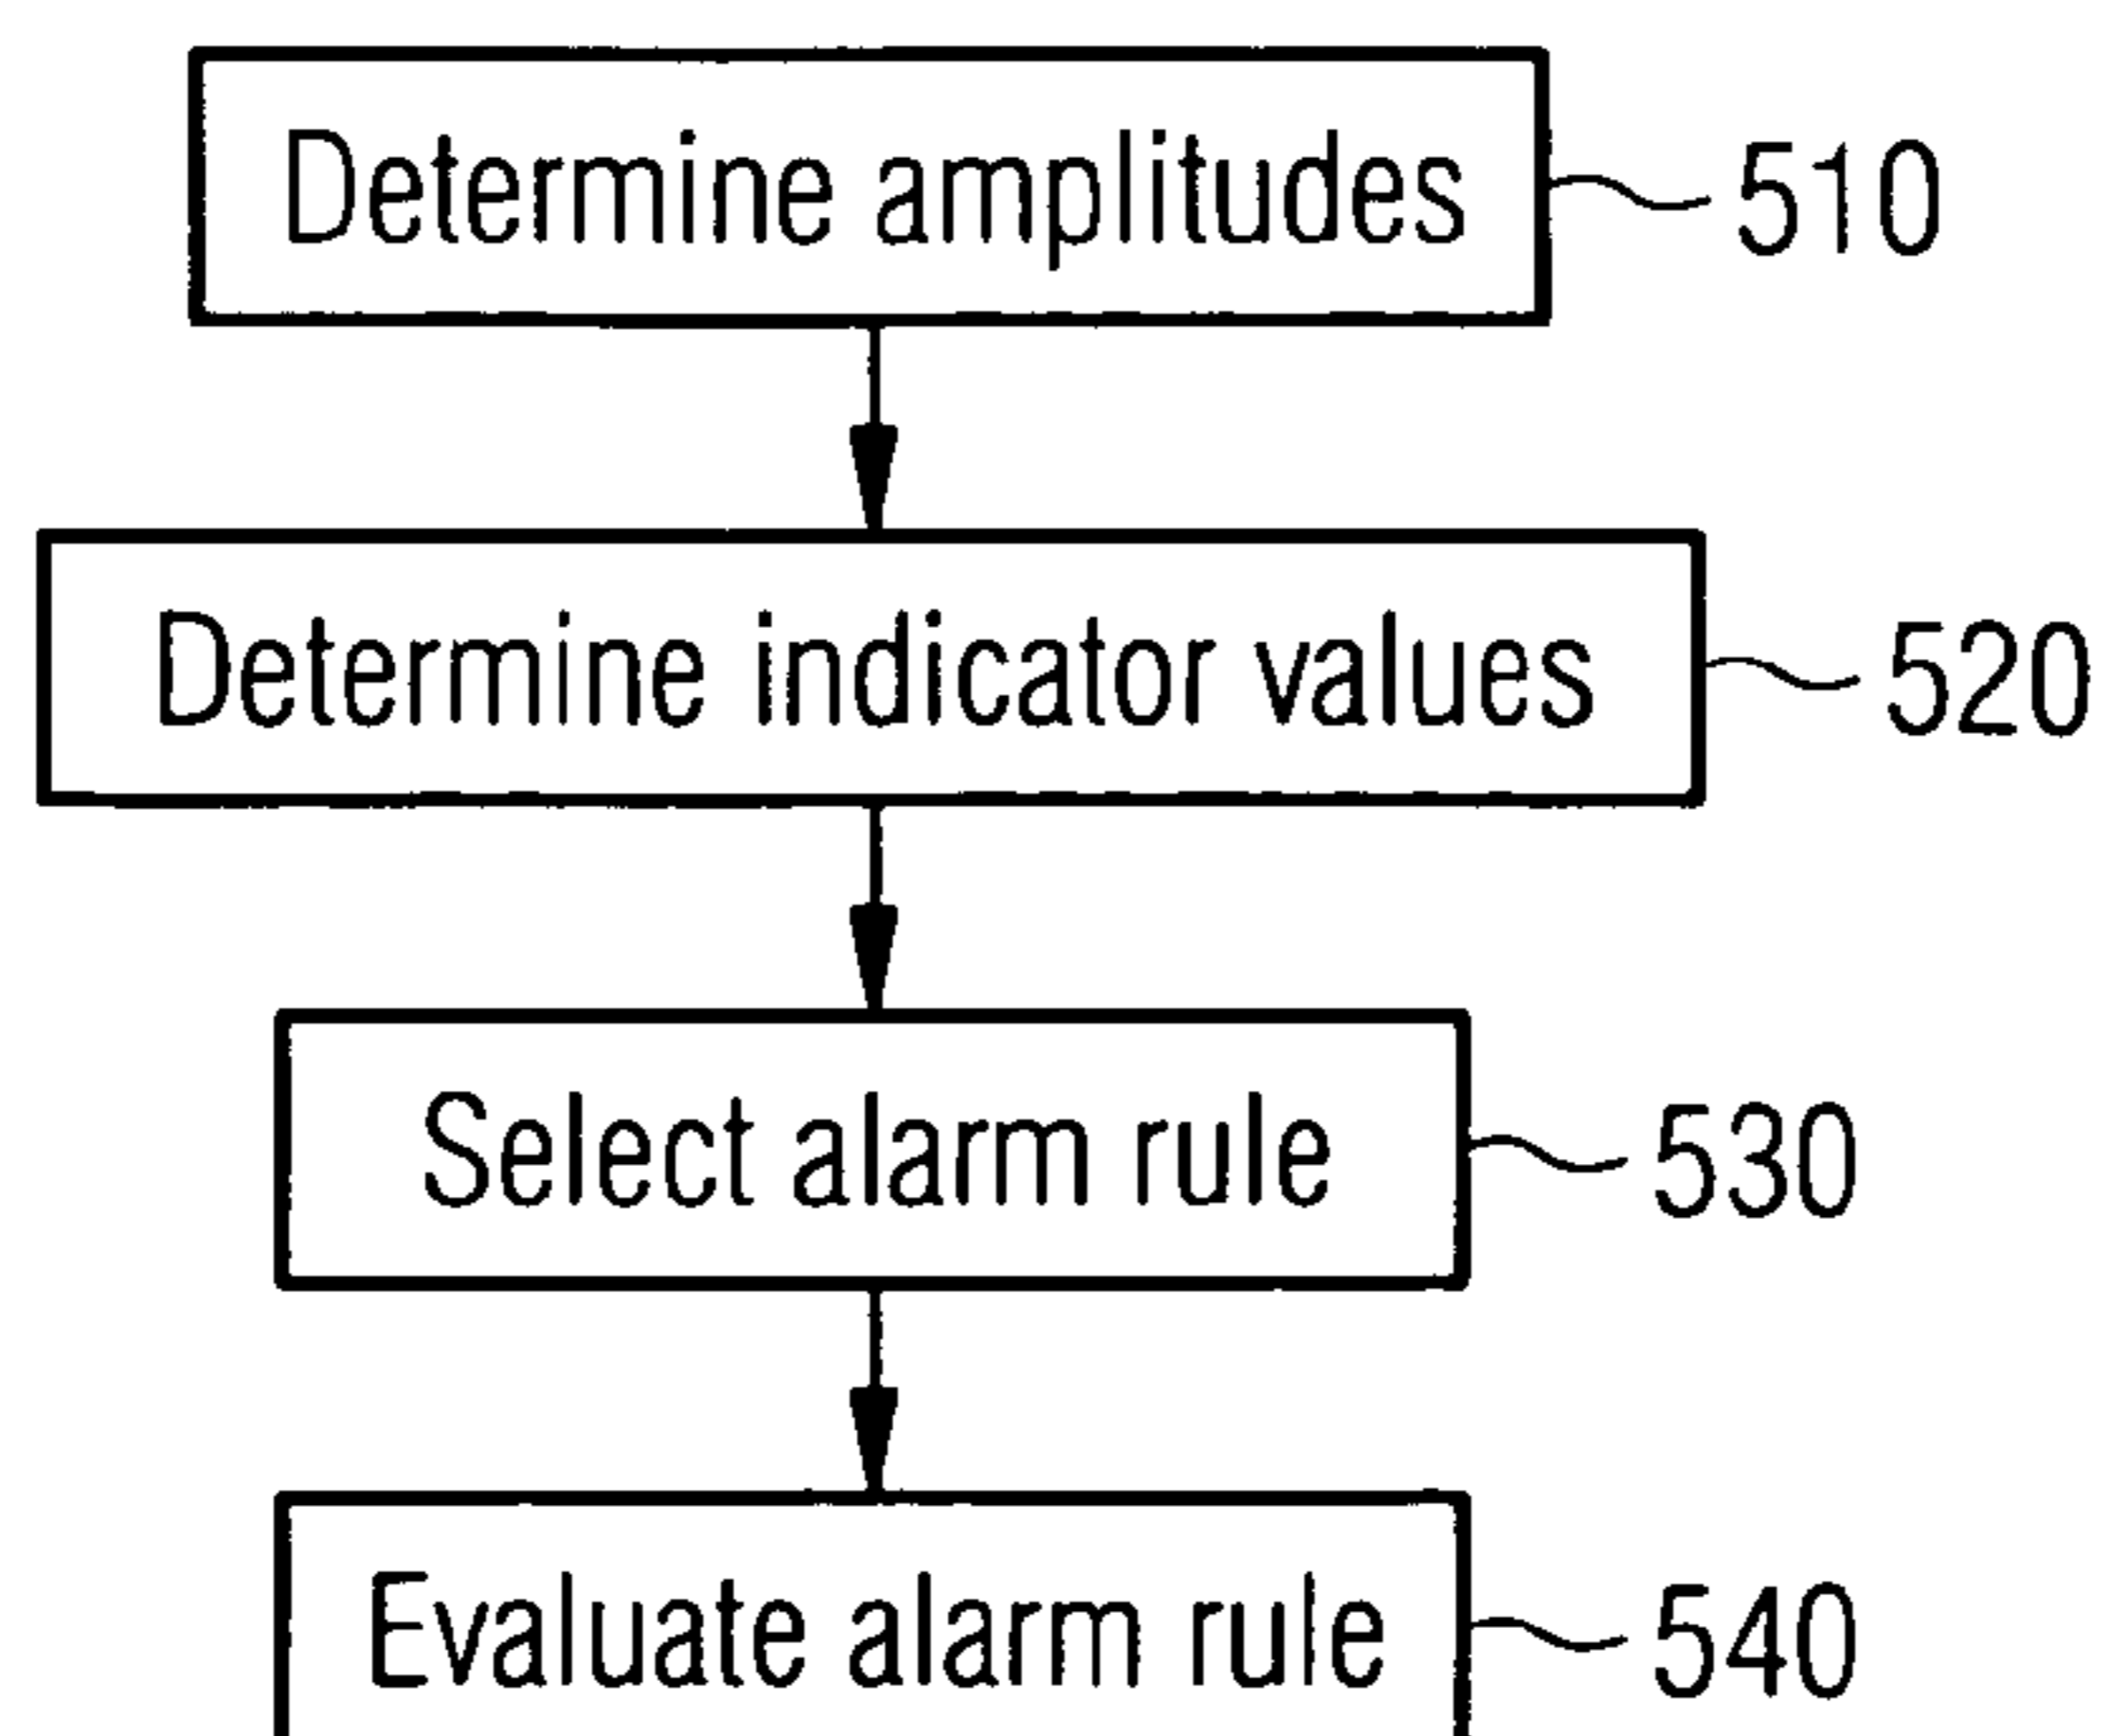 Determine amplitudes 510
Determine indicator values 520
Select alarm rule 530
Evaluate alarm rule 540